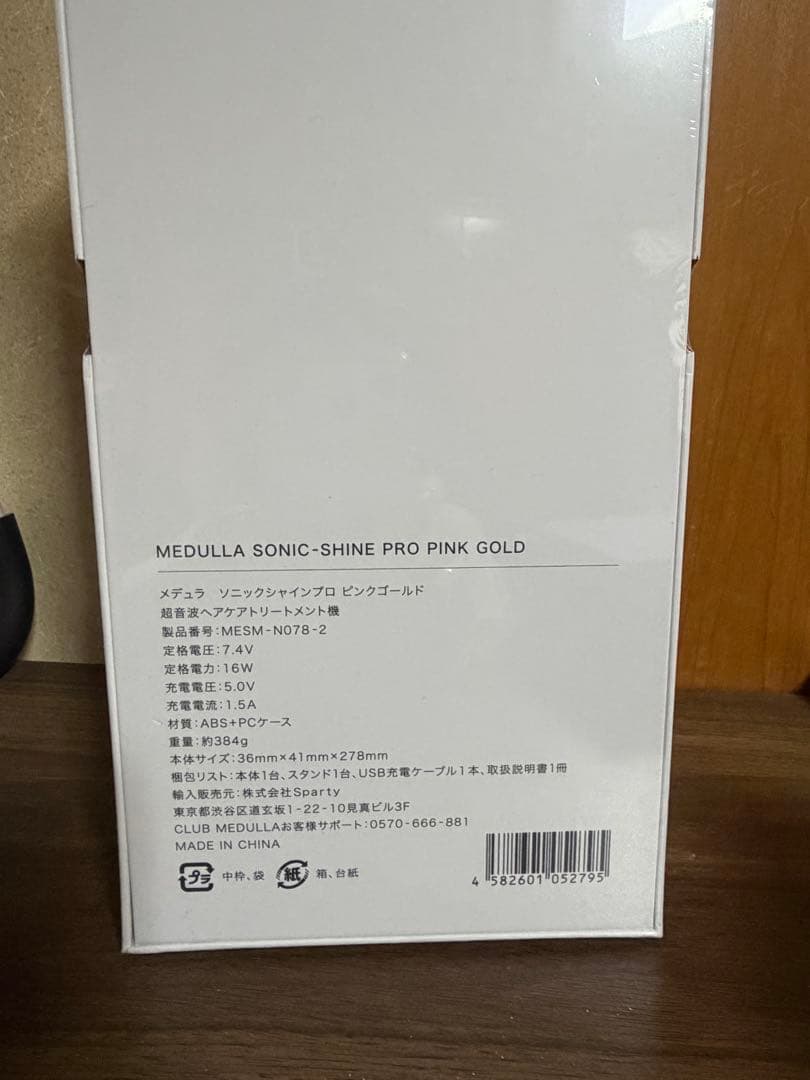 MEDULLA SONIC-SHINE PRO PINK GOLD
メデュラ　ソニックシャインプロ ピンクゴールド
超音波ヘアケアトリートメント機
製品番号:MESM-N078-2
定格電圧:7.4V
定格電力:16W
充電電圧:5.0V
充電電流:1.5A
材質:ABS+PCケース
重量:約384g
本体サイズ:36mm×41mm×278mm
梱包リスト:本体1台、スタンド1台、USB充電ケーブル1本、取扱説明書1冊
輸入販売元:株式会社Sparty
東京都渋谷区道玄坂1-22-10見真ビル3F
CLUB MEDULLAお客様サポート:0570-666-881
MADE IN CHINA
プラ 中枠、袋 紙 箱、台紙
4 582601 052795